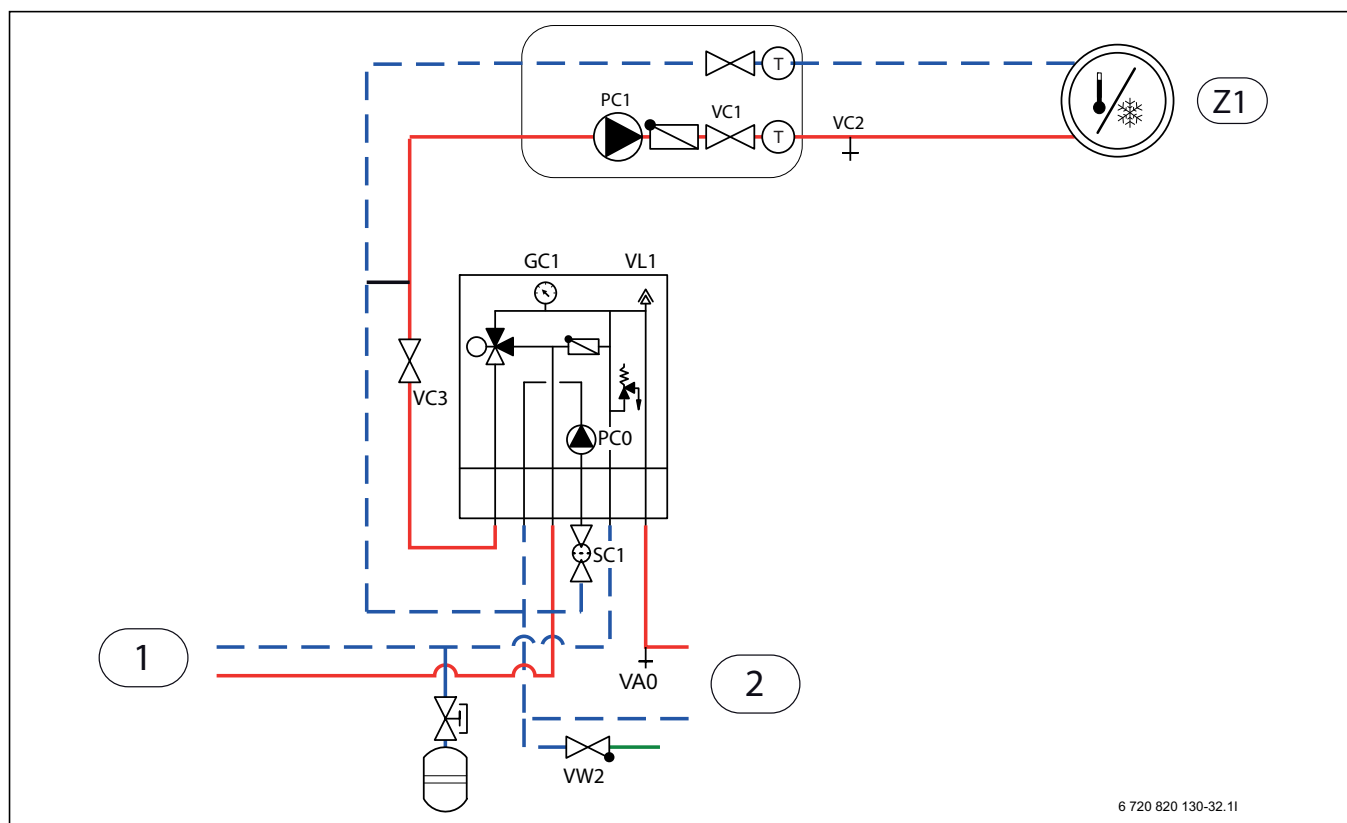 T
PC1
VC1
T
VC2
Z1
GC1
VL1
VC3
PC0
SC1
1
VA0
2
VW2
6 720 820 130-32.1I